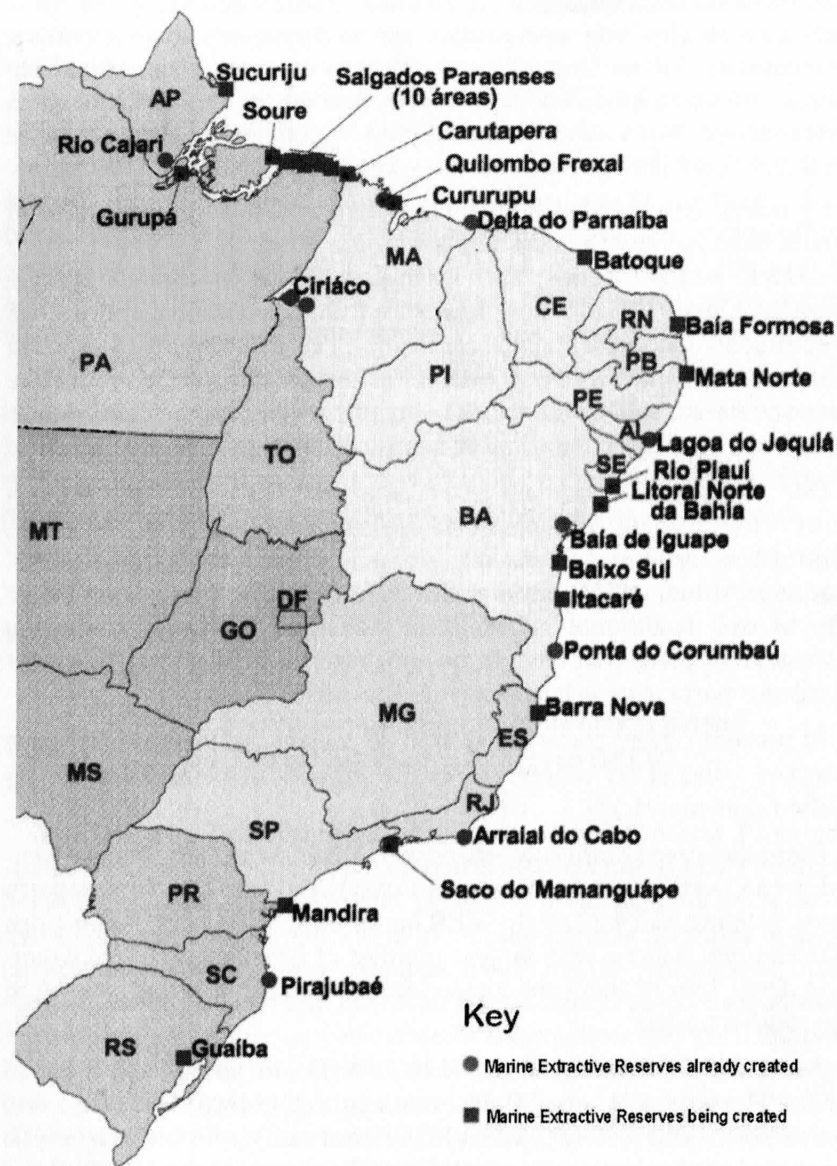 Sucuriju
Salgados Paraenses
(10 áreas)
AP
Soure
Carutapera
Rio Cajari
Quilombo Frexal
Gurupá
Cururupu
Delta do Parnaíba
MA
Batoque
Ciriáco
CE
RN
Baía Formosa
PA
PI
PB
Mata Norte
PE
AL
Lagoa do Jequiá
TO
SE
Rio Piauí
Litoral Norte
da Bahia
BA
MT
Baía de Iguape
Baixo Sul
DF
Itacaré
GO
Ponta do Corumbaú
MG
Barra Nova
ES
MS
RJ
SP
Arraial do Cabo
Saco do Mamanguápe
PR
Mandira
SC
Pirajubaé
Key
RS
Guaíba
Marine Extractive Reserves already created
Marine Extractive Reserves being created